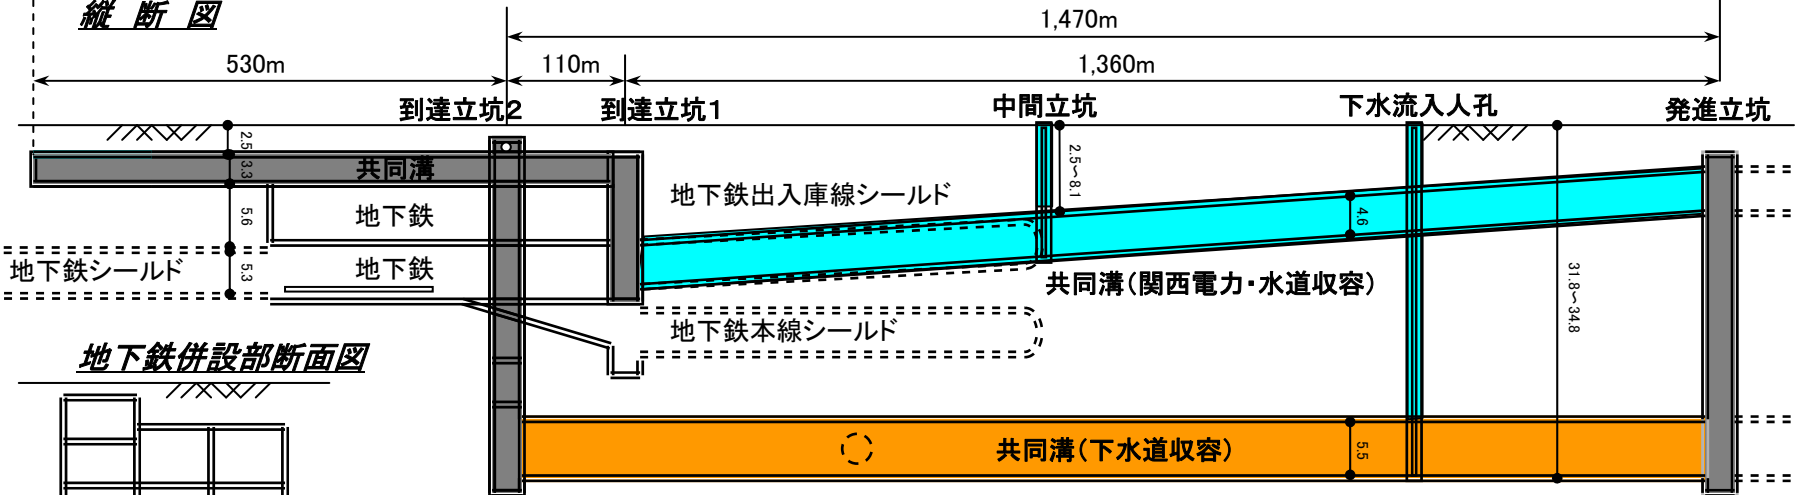 縦断図
1,470m
530m
110m
1,360m
到達立坑2
到達立坑1
中間立坑
下水流入人孔
発進立坑
2.5
3.3
5.6
5.3
共同溝
地下鉄
地下鉄
地下鉄シールド
地下鉄出入庫線シールド
2.5～8.1
4.6
31.8～34.8
共同溝(関西電力・水道収容)
地下鉄本線シールド
地下鉄併設部断面図
共同溝(下水道収容)
5.5